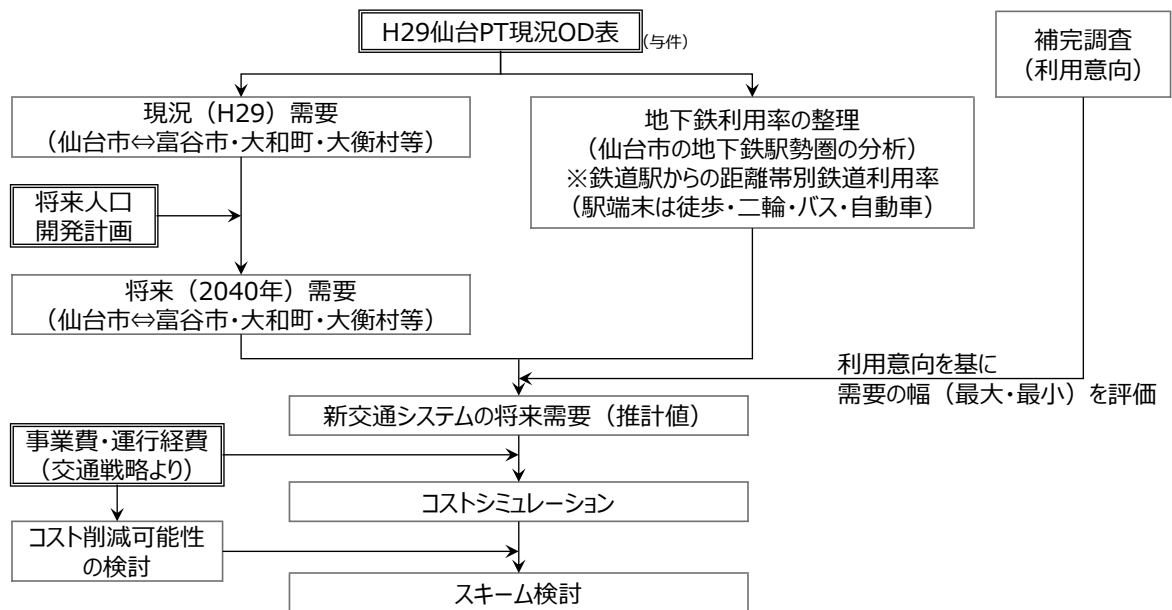 H29仙台PT現況OD表
(与件)
補完調査
（利用意向）
現況（H29）需要
（仙台市⇔富谷市・大和町・大衡村等）
地下鉄利用率の整理
（仙台市の地下鉄駅勢圏の分析）
※鉄道駅からの距離帯別鉄道利用率
（駅端末は徒歩・二輪・バス・自動車）
将来人口
開発計画
将来（2040年）需要
（仙台市⇔富谷市・大和町・大衡村等）
利用意向を基に
需要の幅（最大・最小）を評価
新交通システムの将来需要（推計値）
事業費・運行経費
（交通戦略より）
コストシミュレーション
コスト削減可能性
の検討
スキーム検討